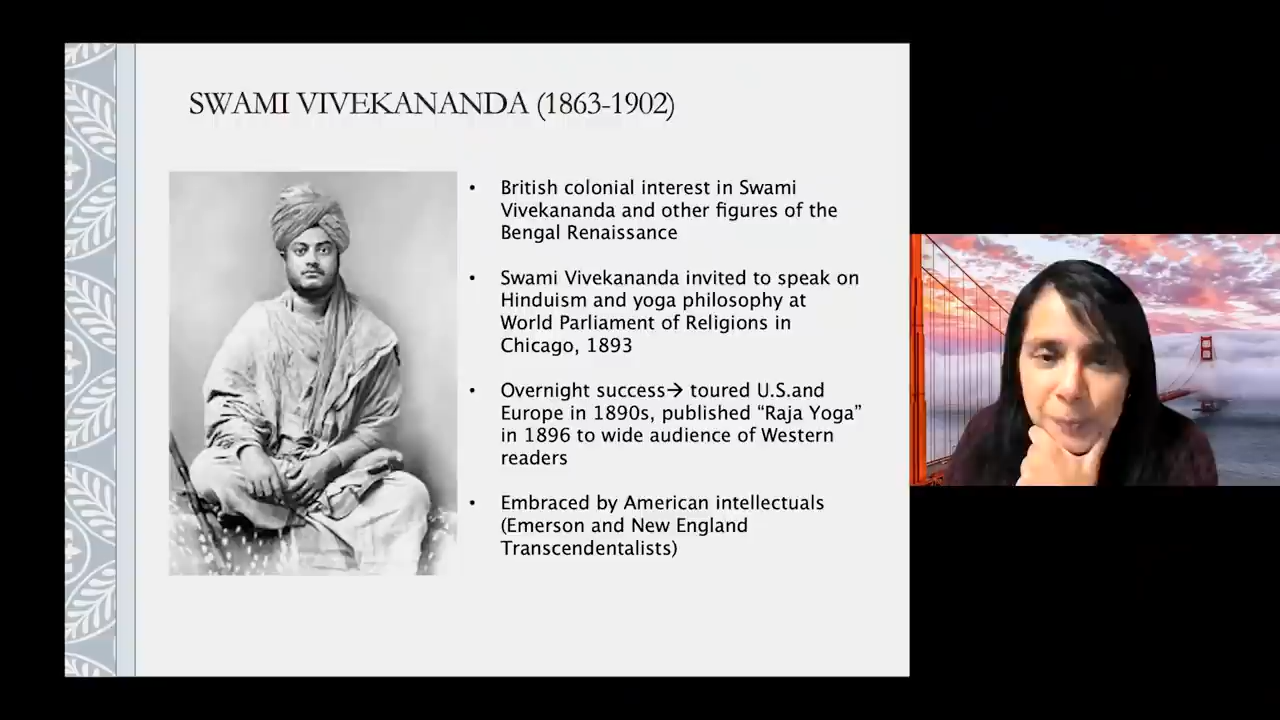 SWAMI VIVEKANANDA (1863-1902)
• British colonial interest in Swami
Vivekananda and other figures of the
Bengal Renaissance
• Swami Vivekananda invited to speak on
Hinduism and yoga philosophy at
World Parliament of Religions in
Chicago, 1893
• Overnight success→ toured U.S.and
Europe in 1890s, published “Raja Yoga”
in 1896 to wide audience of Western
readers
• Embraced by American intellectuals
(Emerson and New England
Transcendentalists)